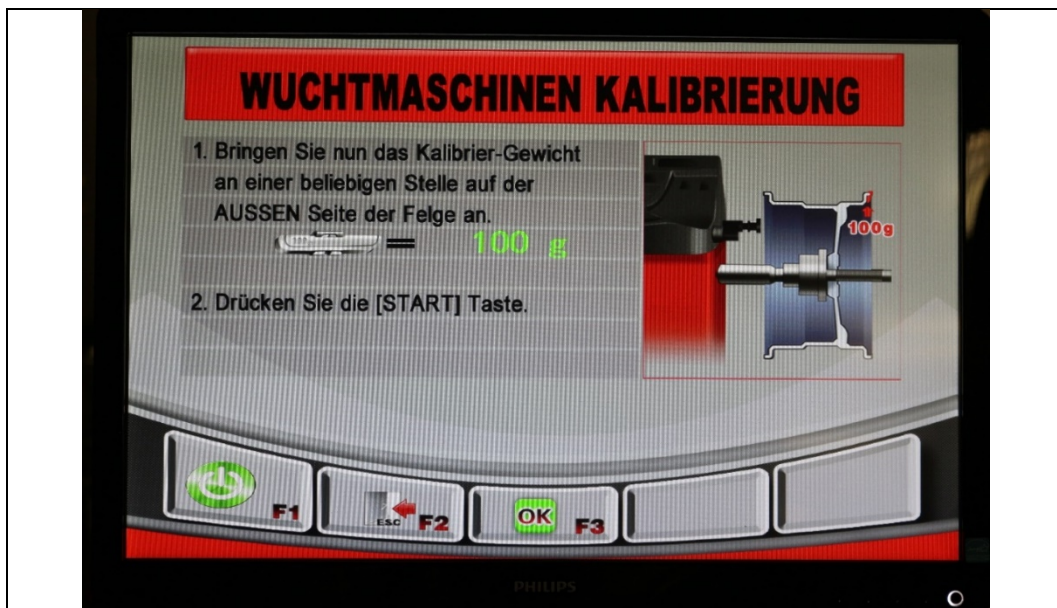 WUCHTMASCHINEN KALIBRIERUNG
1. Bringen Sie nun das Kalibrier-Gewicht
an einer beliebigen Stelle auf der
AUSSEN Seite der Felge an.
100 = 100 g
100g
2. Drücken Sie die [START] Taste.
F1
ESC F2
OK F3
PHILIPS